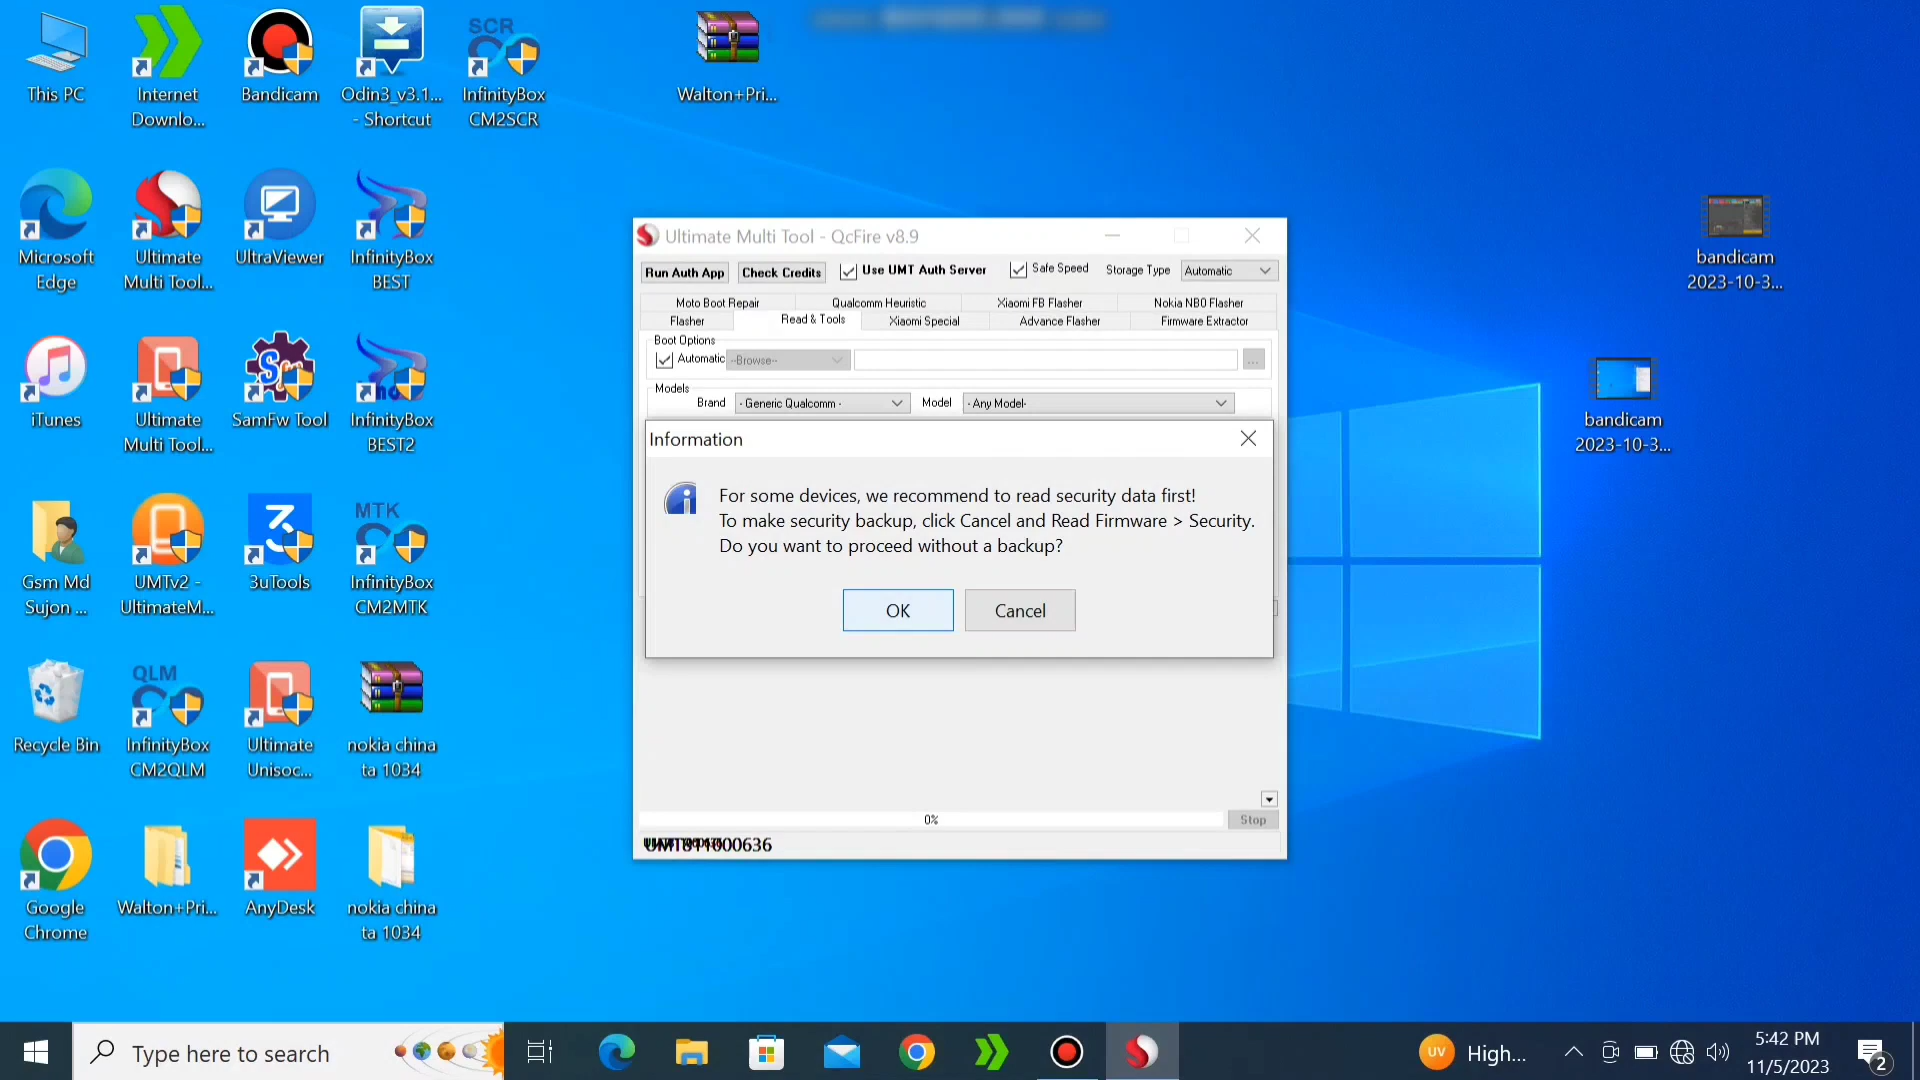 This PC
Internet
Downlo...
Bandicam
Odin3_v3.1...
- Shortcut
SCR
InfinityBox
CM2SCR
Walton+Pri...
Microsoft
Edge
Ultimate
Multi Tool...
UltraViewer
InfinityBox
BEST
bandicam
2023-10-3...
iTunes
Ultimate
Multi Tool...
SamFw Tool
InfinityBox
BEST2
bandicam
2023-10-3...
Gsm Md
Sujon ...
UMTv2 -
UltimateM...
3uTools
MTK
InfinityBox
CM2MTK
Recycle Bin
QLM
InfinityBox
CM2QLM
Ultimate
Unisoc...
nokia china
ta 1034
Google
Chrome
Walton+Pri...
AnyDesk
nokia china
ta 1034
Ultimate Multi Tool - QcFire v8.9
Run Auth App
Check Credits
Use UMT Auth Server
Safe Speed
Storage Type
Automatic
Moto Boot Repair
Qualcomm Heuristic
Xiaomi FB Flasher
Nokia NB0 Flasher
Flasher
Read & Tools
Xiaomi Special
Advance Flasher
Firmware Extractor
Boot Options
Automatic
--Browse--
...
Models
Brand
- Generic Qualcomm -
Model
- Any Model-
Information
For some devices, we recommend to read security data first!
To make security backup, click Cancel and Read Firmware > Security.
Do you want to proceed without a backup?
OK
Cancel
0%
Stop
Type here to search
UV
High...
5:42 PM
11/5/2023
2